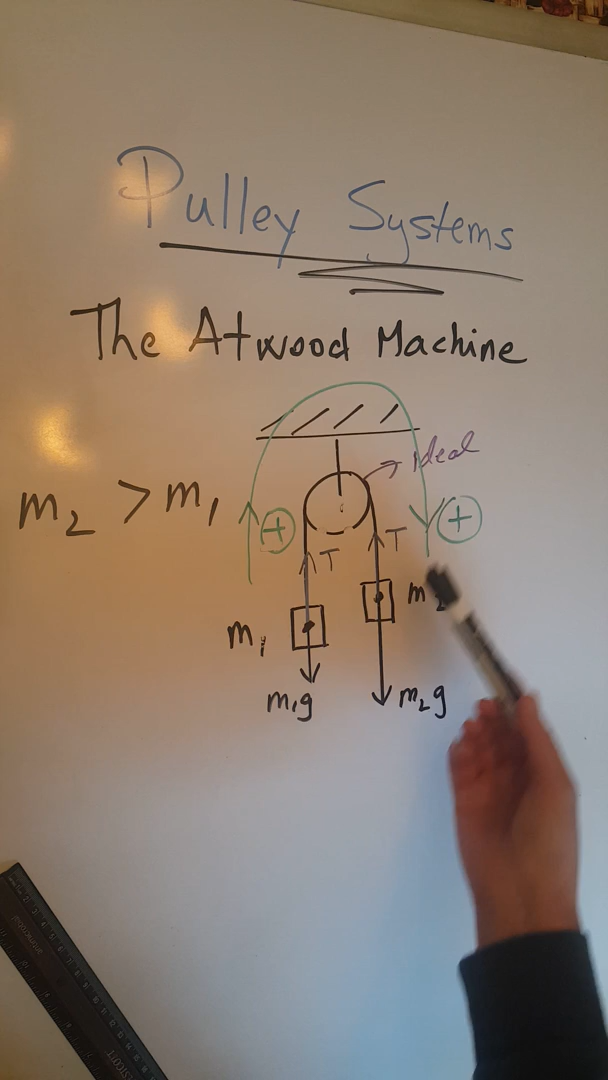 Pulley Systems
The Atwood Machine
Ideal
m₂ > m₁
+
+
T
T
m₁
m₂
m₁g
m₂g